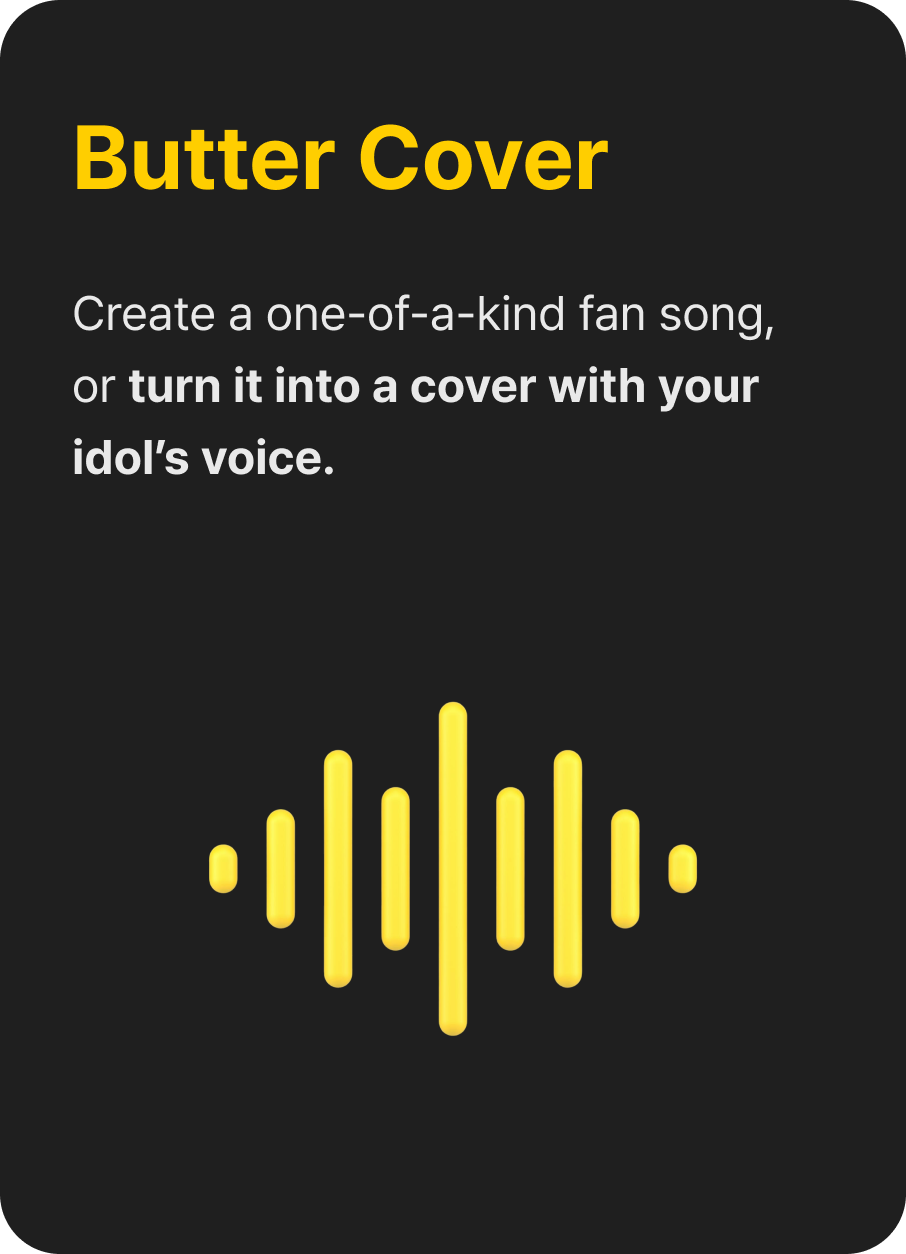 Butter Cover
Create a one-of-a-kind fan song,
or turn it into a cover with your
idol’s voice.